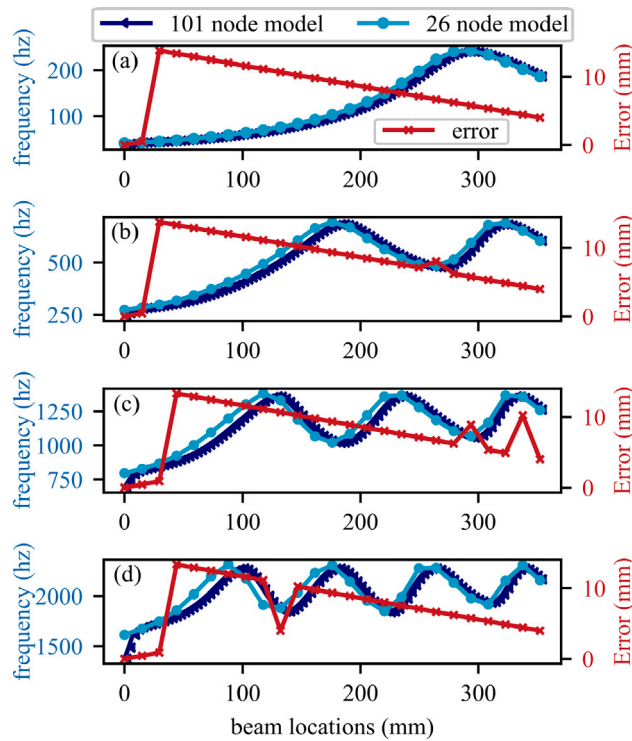 101 node model 26 node model
(a)
frequency (hz)
200
100
10
0
Error (mm)
error
0 100 200 300
(b)
frequency (hz)
500
250
10
0
Error (mm)
0 100 200 300
(c)
frequency (hz)
1250
1000
750
10
0
Error (mm)
0 100 200 300
(d)
frequency (hz)
2000
1500
10
0
Error (mm)
0 100 200 300
beam locations (mm)